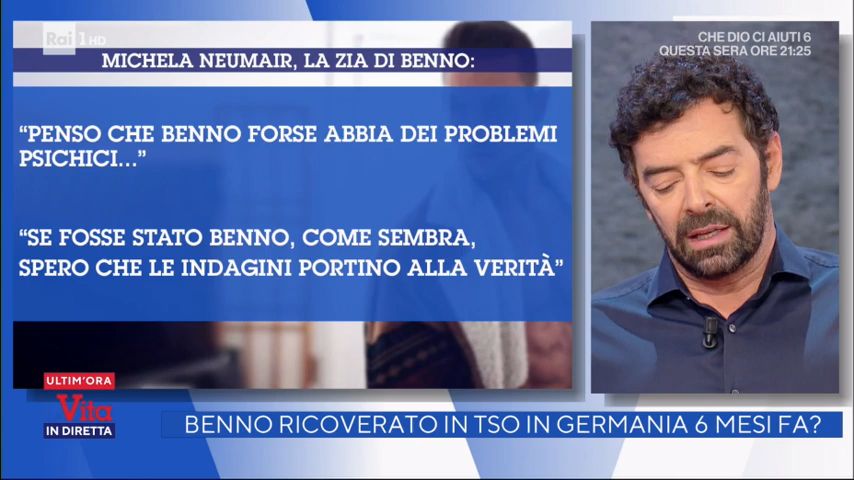 Rai 1 HD
CHE DIO CI AIUTI 6
QUESTA SERA ORE 21:25
MICHELA NEUMAIR, LA ZIA DI BENNO:
“PENSO CHE BENNO FORSE ABBIA DEI PROBLEMI
PSICHICI...”
“SE FOSSE STATO BENNO, COME SEMBRA,
SPERO CHE LE INDAGINI PORTINO ALLA VERITÀ”
ULTIM'ORA
Vita
IN DIRETTA
BENNO RICOVERATO IN TSO IN GERMANIA 6 MESI FA?